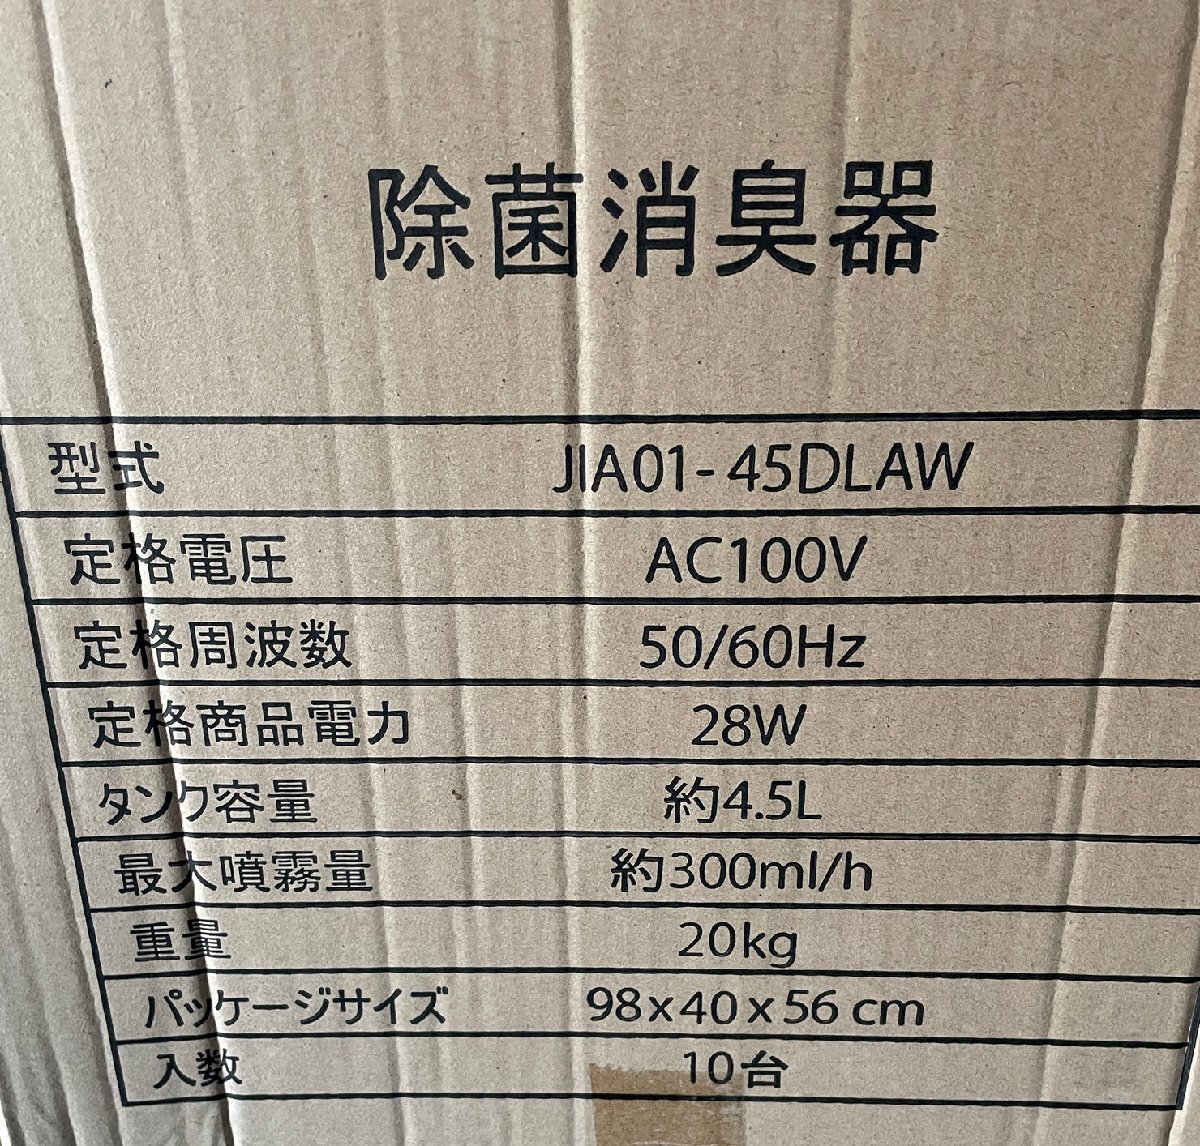 除菌消臭器
型式 JIA01-45DLAW
定格電圧 AC100V
定格周波数 50/60Hz
定格商品電力 28W
タンク容量 約4.5L
最大噴霧量 約300ml/h
重量 20kg
パッケージサイズ 98x40x56 cm
入数 10台